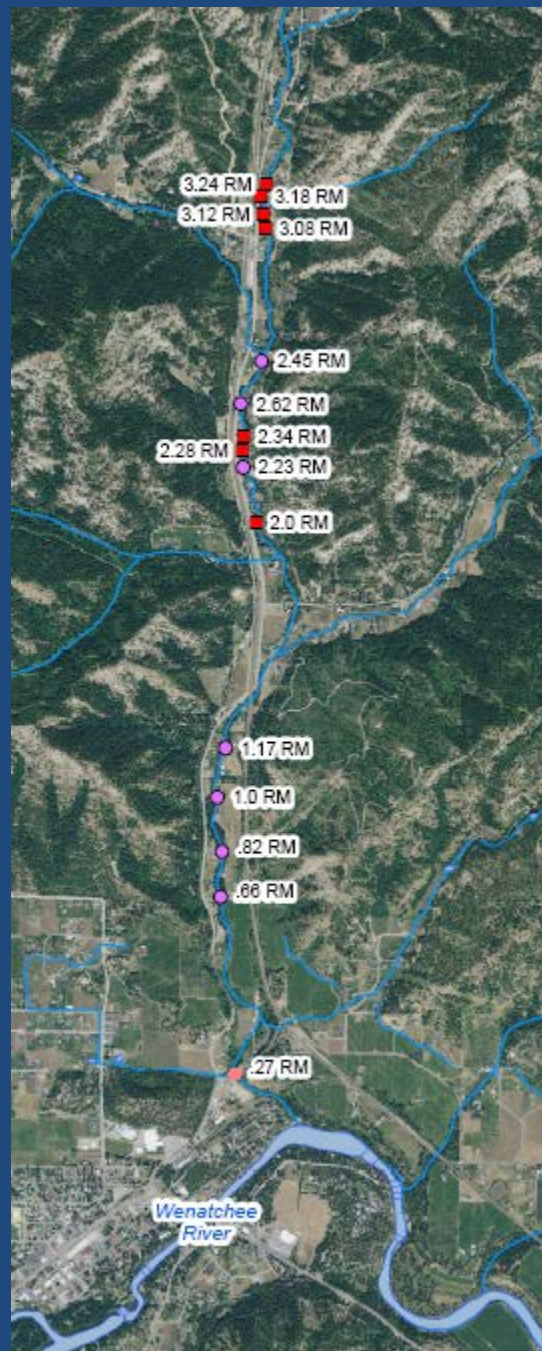 3.24 RM
3.18 RM
3.12 RM
3.08 RM
2.45 RM
2.62 RM
2.34 RM
2.28 RM
2.23 RM
2.0 RM
1.17 RM
1.0 RM
.82 RM
.66 RM
.27 RM
Wenatchee
River